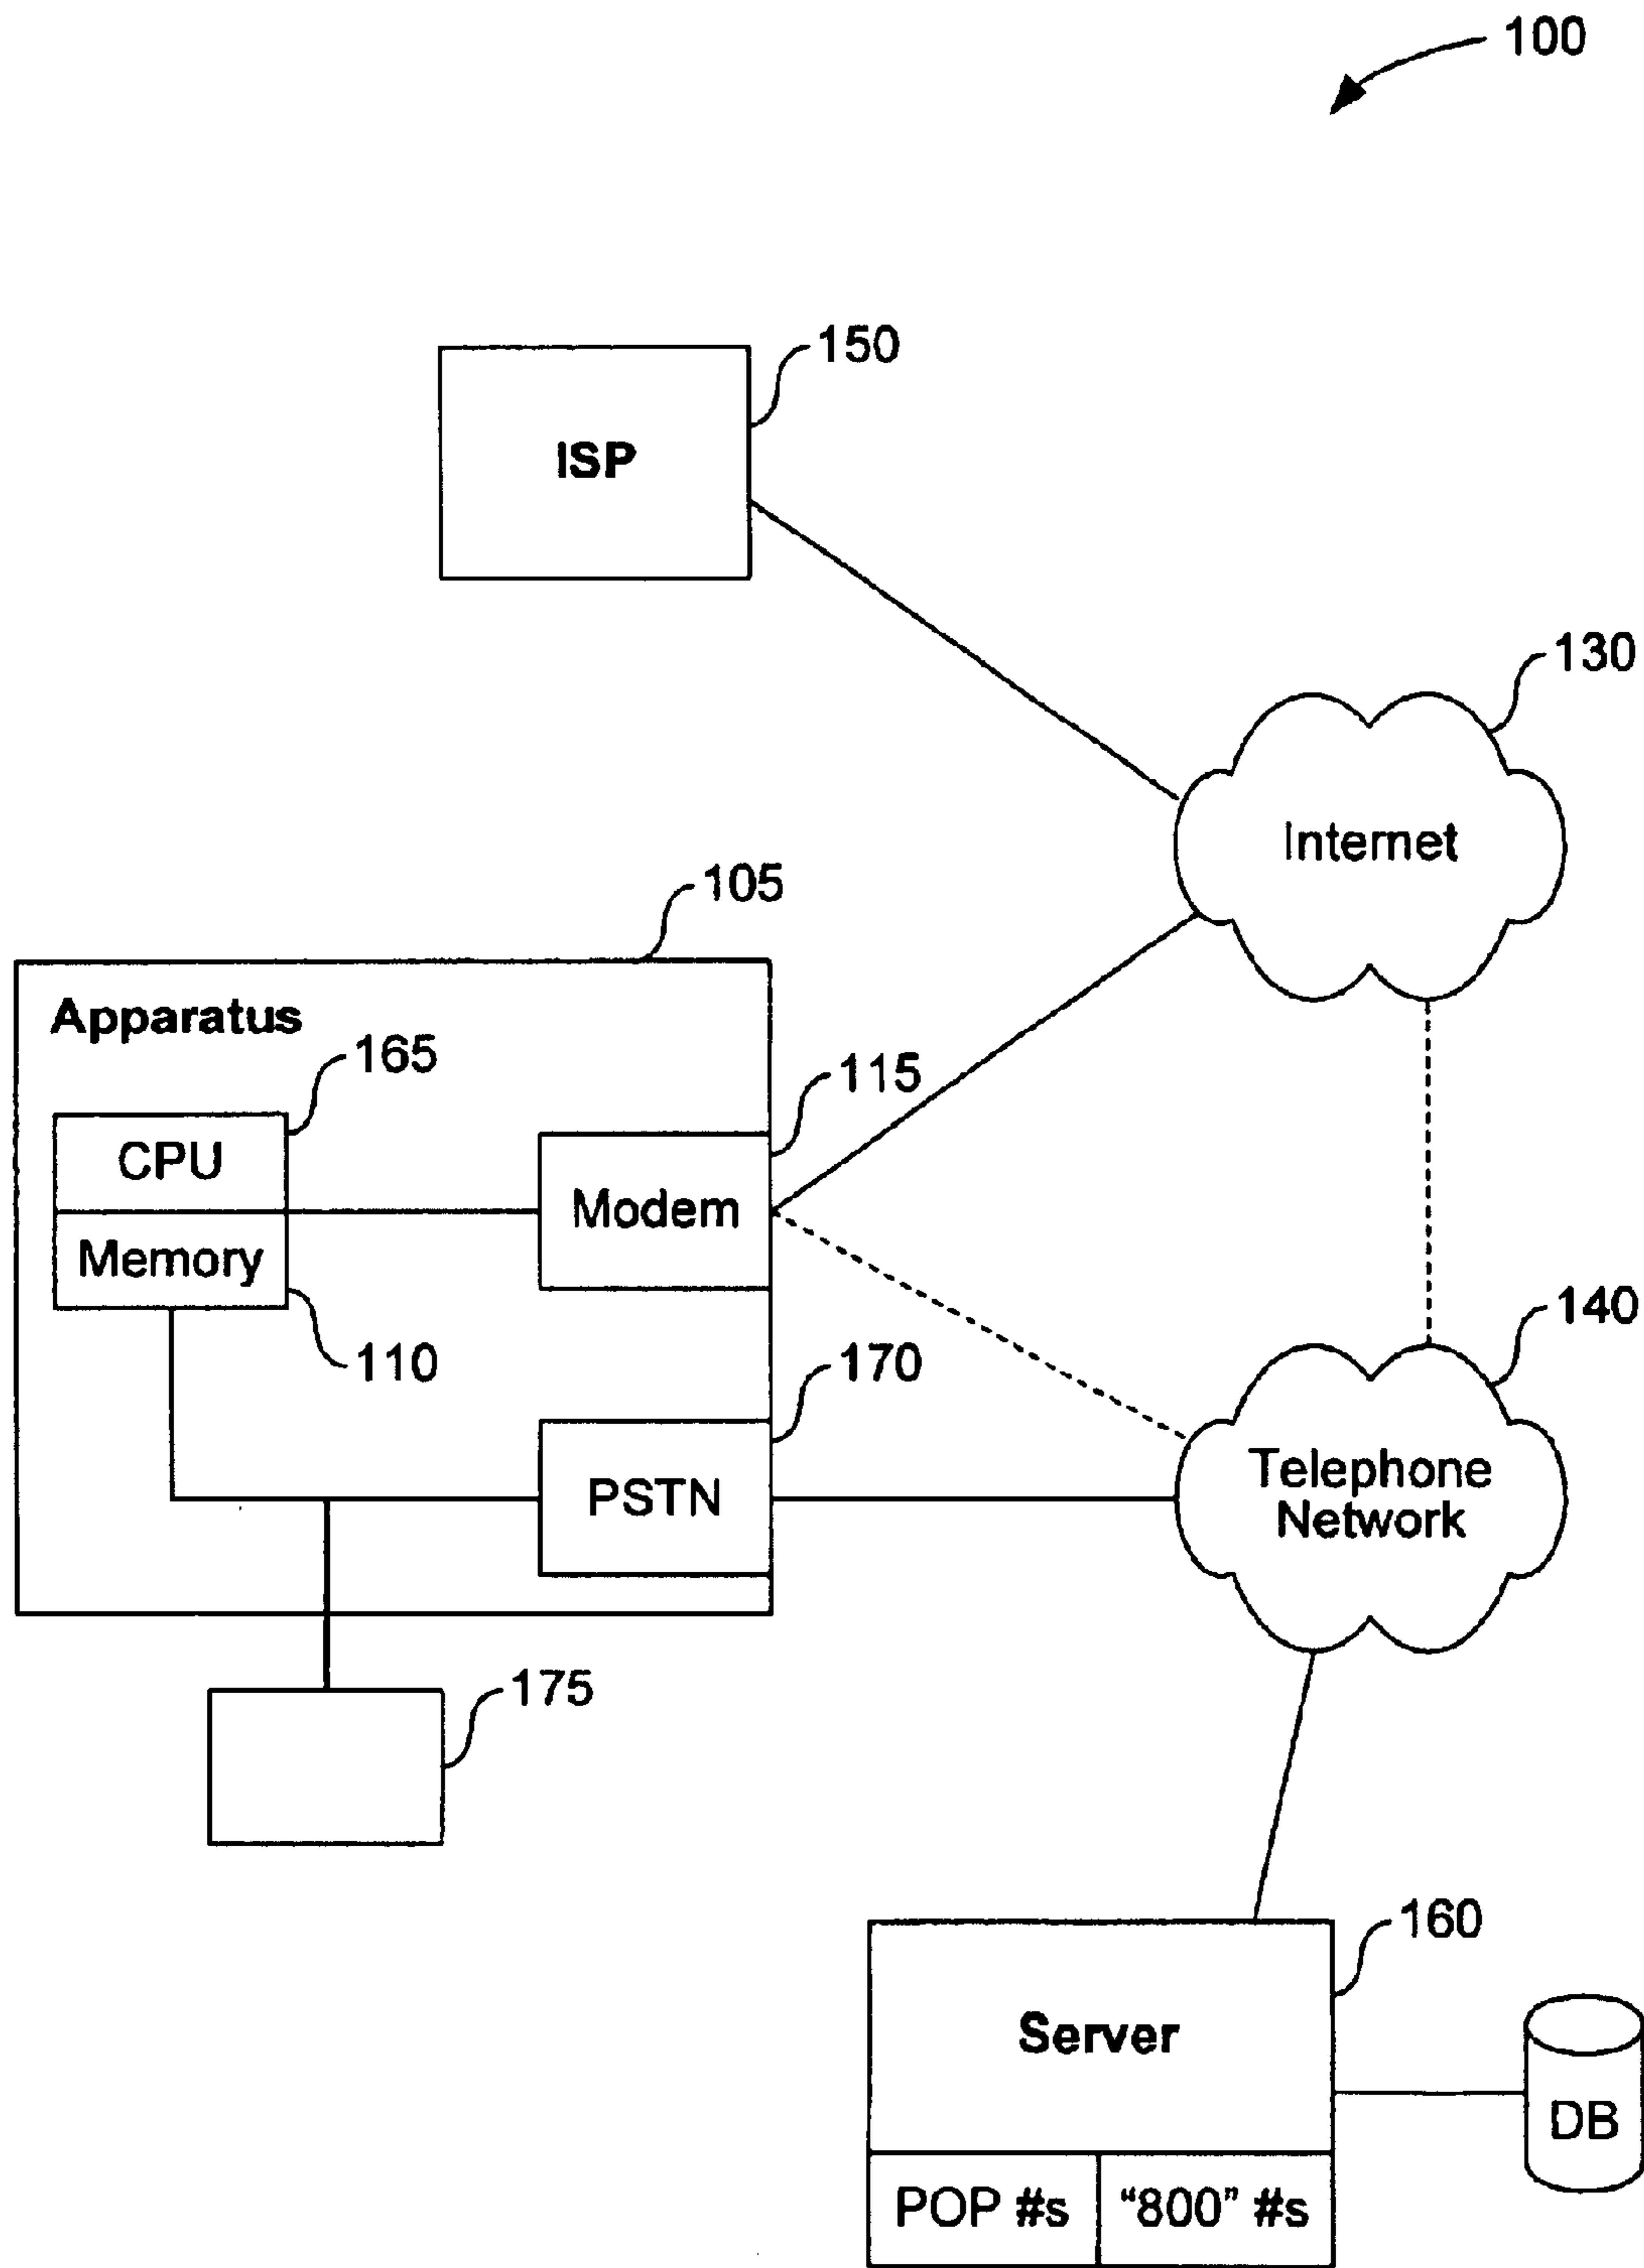 100
150
ISP
130
Internet
105
Apparatus
165
115
CPU
Modem
Memory
140
110
170
Telephone
Network
PSTN
175
160
Server
DB
POP #s
“800” #s